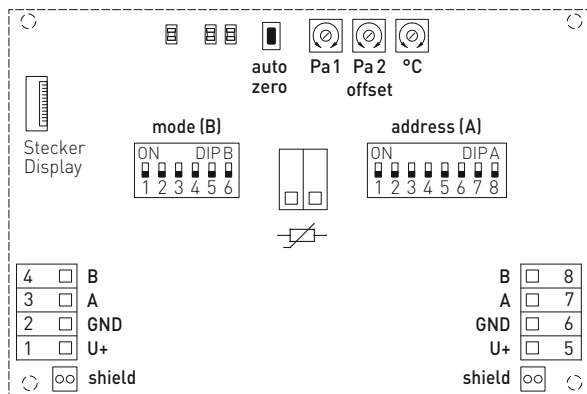 auto zero
Pa 1
Pa 2
offset
°C
Stecker
Display
mode (B)
ON DIP B
1 2 3 4 5 6
address (A)
ON DIP A
1 2 3 4 5 6 7 8
4 B
3 A
2 GND
1 U+
shield
B 8
A 7
GND 6
U+ 5
shield